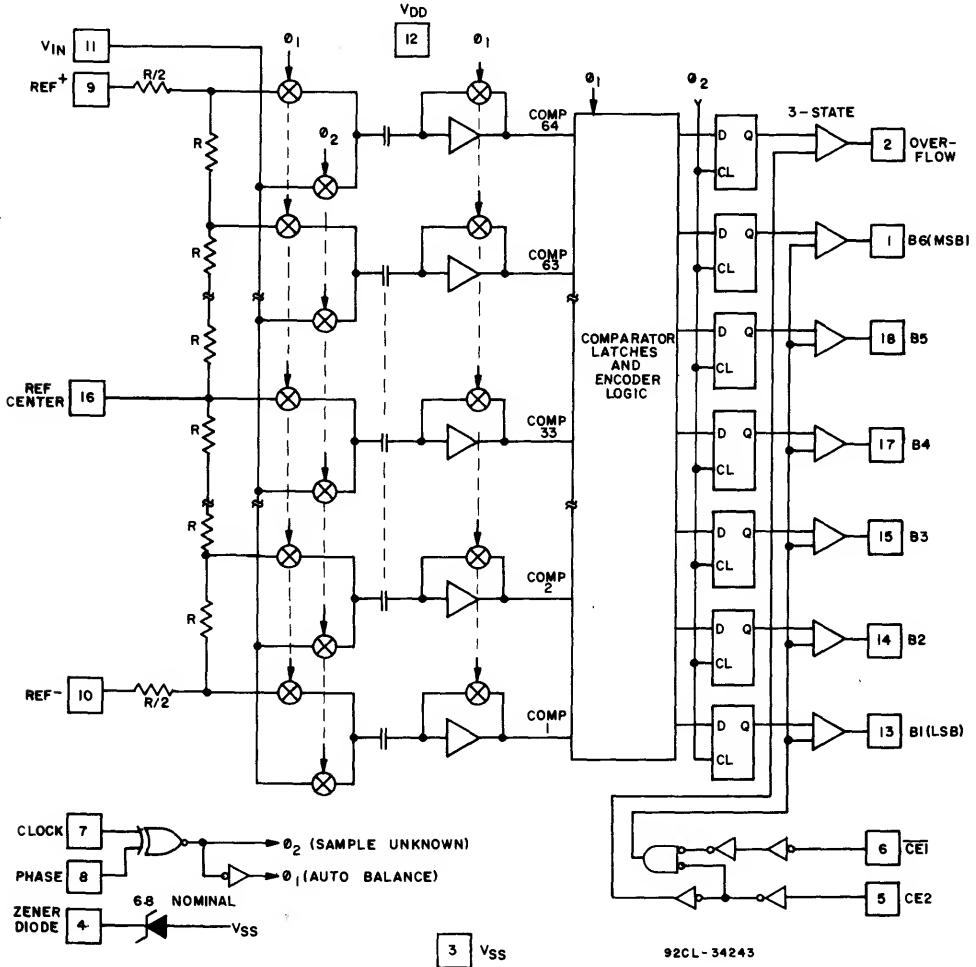 VDD
12
VIN 11
REF+ 9
R/2
Ø1
Ø1
Ø1
Ø2
Ø2
3-STATE
COMP 64
D Q
CL
2 OVER-
FLOW
R
COMP 63
D Q
CL
1 B6(MSB)
R
R
COMPARATOR
LATCHES
AND
ENCODER
LOGIC
D Q
CL
18 B5
REF
CENTER 16
COMP 33
D Q
CL
17 B4
R
R
D Q
CL
15 B3
COMP 2
D Q
CL
14 B2
R
REF- 10
R/2
COMP 1
D Q
CL
13 B1(LSB)
CLOCK 7
Ø2 (SAMPLE UNKNOWN)
PHASE 8
Ø1 (AUTO BALANCE)
6 CE1
5 CE2
ZENER
DIODE 4
6.8 NOMINAL
VSS
3 VSS
92CL-34243